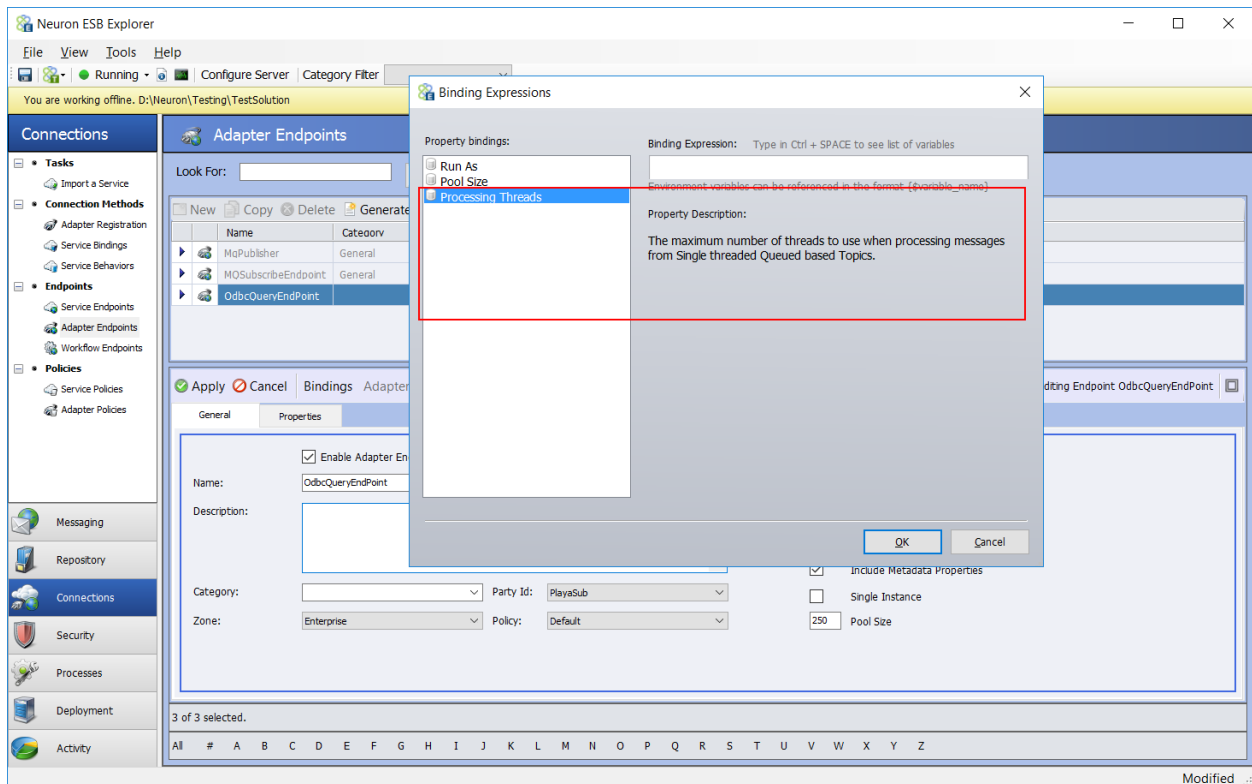 Neuron ESB Explorer
File View Tools Help
Running Configure Server Category Filter
You are working offline. D:\Neuron\Testing\TestSolution
Connections
Tasks
Import a Service
Connection Methods
Adapter Registration
Service Bindings
Service Behaviors
Endpoints
Service Endpoints
Adapter Endpoints
Workflow Endpoints
Policies
Service Policies
Adapter Policies
Messaging
Repository
Connections
Security
Processes
Deployment
Activity
Adapter Endpoints
Look For:
New Copy Delete Generate
Name Category
MqPublisher General
MQSubscribeEndpoint General
OdbcQueryEndPoint
Apply Cancel Bindings Adapter
diting Endpoint OdbcQueryEndPoint
General Properties
Enable Adapter En
Name: OdbcQueryEndPoint
Description:
Include Metadata Properties
Category: Party Id: PlayaSub Single Instance
Zone: Enterprise Policy: Default 250 Pool Size
3 of 3 selected.
All # A B C D E F G H I J K L M N O P Q R S T U V W X Y Z
Modified
Binding Expressions
Property bindings:
Run As
Pool Size
Processing Threads
Binding Expression: Type in Ctrl + SPACE to see list of variables
Environment variables can be referenced in the format {$variable_name}
Property Description:
The maximum number of threads to use when processing messages
from Single threaded Queued based Topics.
OK Cancel